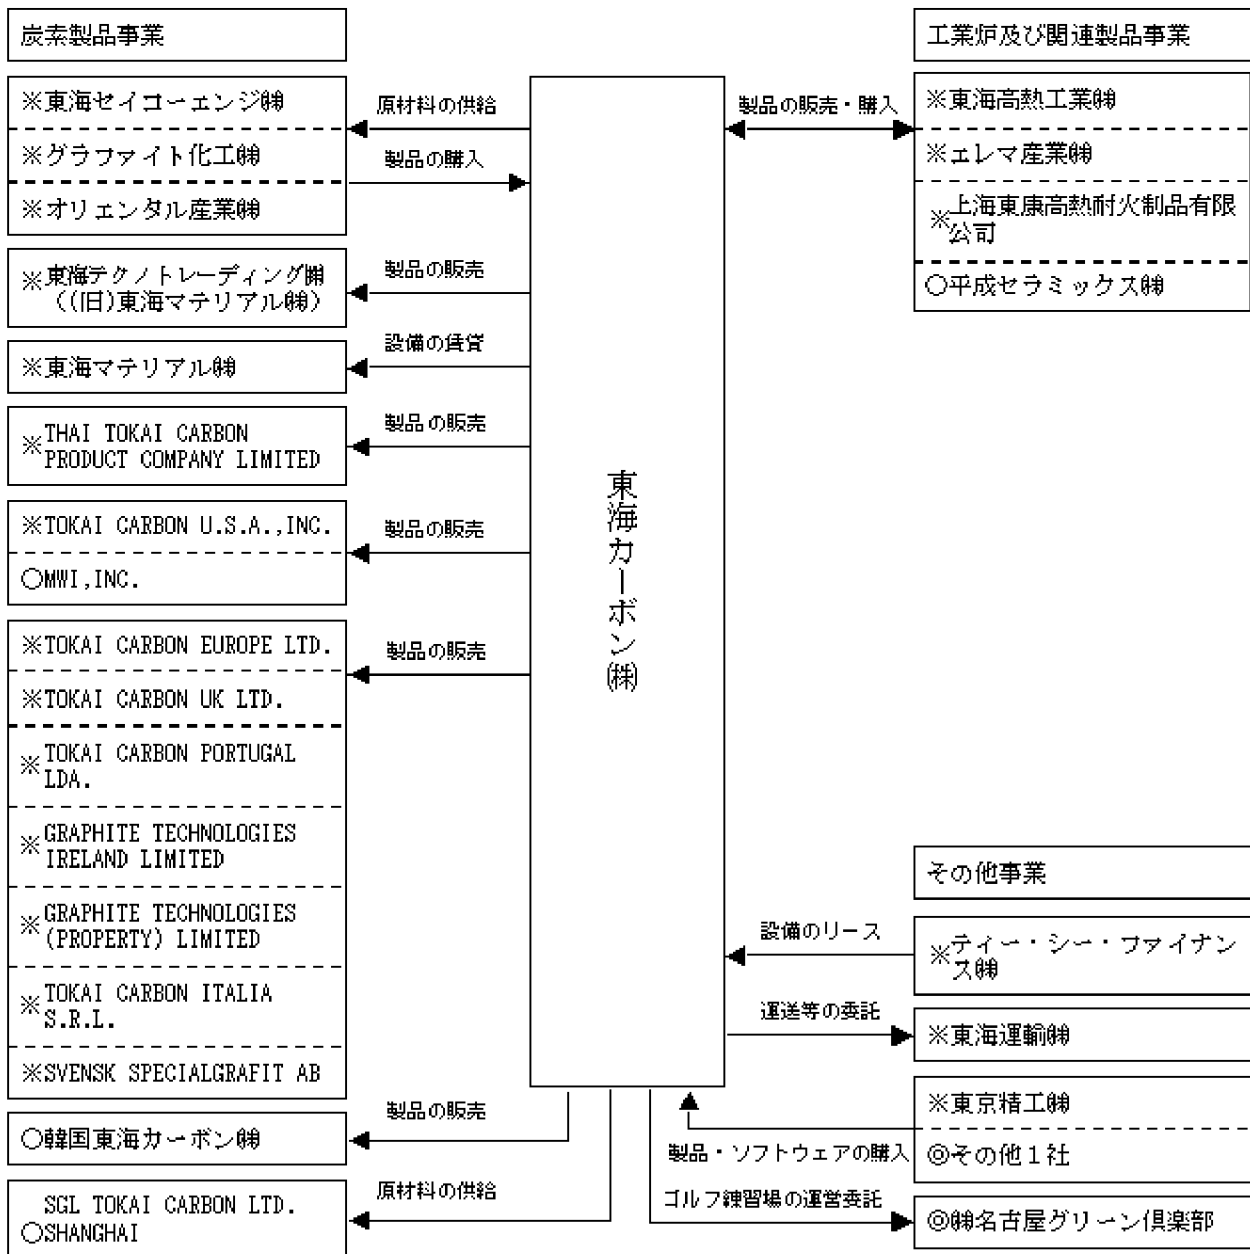 炭素製品事業
※東海セイコーエンジ㈱
※グラファイト化工㈱
※オリエンタル産業㈱
原材料の供給
製品の購入
※東海テクノトレーディング㈱
((旧)東海マテリアル㈱)
製品の販売
※東海マテリアル㈱
設備の賃貸
※THAI TOKAI CARBON
PRODUCT COMPANY LIMITED
製品の販売
※TOKAI CARBON U.S.A.,INC.
○MWI,INC.
製品の販売
※TOKAI CARBON EUROPE LTD.
※TOKAI CARBON UK LTD.
※TOKAI CARBON PORTUGAL
LDA.
※GRAPHITE TECHNOLOGIES
IRELAND LIMITED
※GRAPHITE TECHNOLOGIES
(PROPERTY) LIMITED
※TOKAI CARBON ITALIA
S.R.L.
※SVENSK SPECIALGRAFIT AB
製品の販売
○韓国東海カーボン㈱
製品の販売
SGL TOKAI CARBON LTD.
○SHANGHAI
原材料の供給
東海カーボン㈱
工業炉及び関連製品事業
製品の販売・購入
※東海高熱工業㈱
※エレマ産業㈱
※上海東康高熱耐火制品有限
公司
○平成セラミックス㈱
その他事業
設備のリース
※ティー・シー・ファイナン
ス㈱
運送等の委託
※東海運輸㈱
※東京精工㈱
◎その他1社
製品・ソフトウェアの購入
ゴルフ練習場の運営委託
◎㈱名古屋グリーン倶楽部